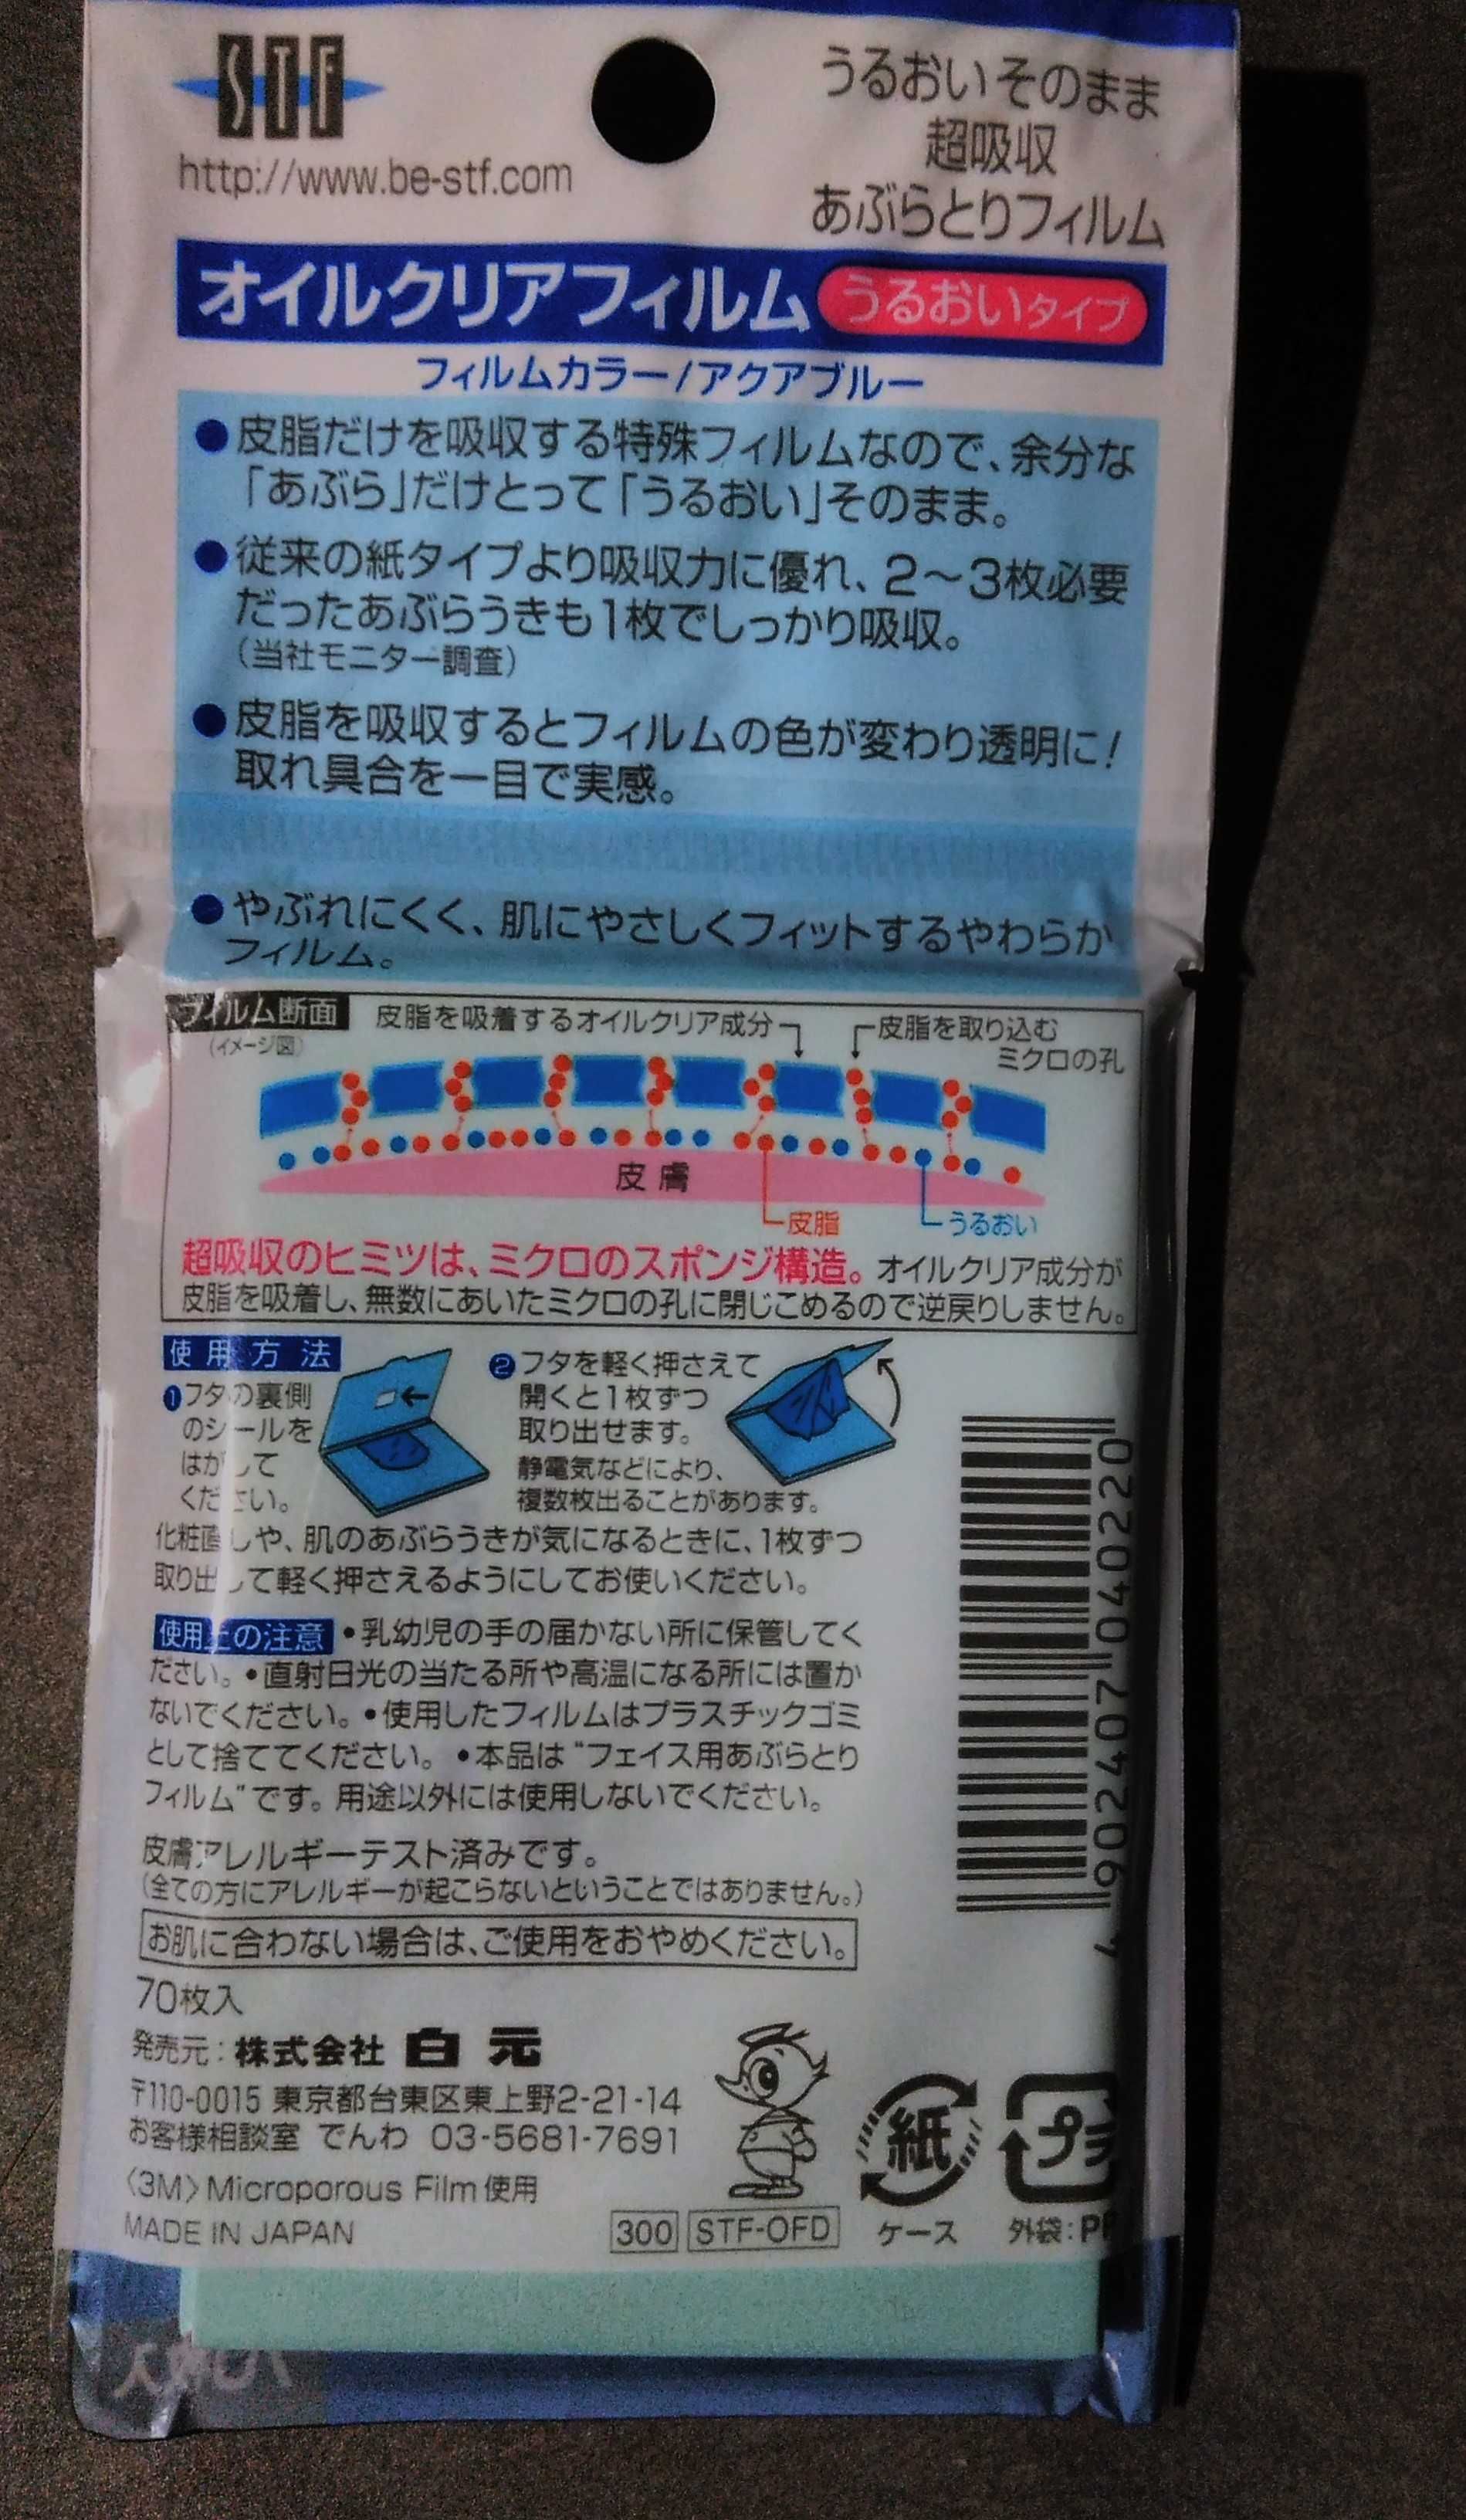 STF
http://www.be-stf.com
うるおいそのまま
超吸収
あぶらとりフィルム
オイルクリアフィルム うるおいタイプ
フィルムカラー/アクアブルー
●皮脂だけを吸収する特殊フィルムなので、余分な
「あぶら」だけとって「うるおい」そのまま。
●従来の紙タイプより吸収力に優れ、2〜3枚必要
だったあぶらうきも1枚でしっかり吸収。
(当社モニター調査)
●皮脂を吸収するとフィルムの色が変わり透明に!
取れ具合を一目で実感。
●やぶれにくく、肌にやさしくフィットするやわらか
フィルム。
フィルム断面
(イメージ図)
皮脂を吸着するオイルクリア成分
皮脂を取り込む
ミクロの孔
皮膚
皮脂
うるおい
超吸収のヒミツは、ミクロのスポンジ構造。オイルクリア成分が
皮脂を吸着し、無数にあいたミクロの孔に閉じこめるので逆戻りしません。
使用方法
❶フタの裏側
のシールを
はがして
ください。
❷フタを軽く押さえて
開くと1枚ずつ
取り出せます。
静電気などにより、
複数枚出ることがあります。
化粧直しや、肌のあぶらうきが気になるときに、1枚ずつ
取り出して軽く押さえるようにしてお使いください。
使用上の注意 •乳幼児の手の届かない所に保管してく
ださい。•直射日光の当たる所や高温になる所には置か
ないでください。•使用したフィルムはプラスチックゴミ
として捨ててください。•本品は“フェイス用あぶらとり
フィルム”です。用途以外には使用しないでください。
皮膚アレルギーテスト済みです。
(全ての方にアレルギーが起こらないということではありません。)
お肌に合わない場合は、ご使用をおやめください。
70枚入
発売元:株式会社 白元
〒110-0015 東京都台東区東上野2-21-14
お客様相談室 でんわ 03-5681-7691
〈3M〉Microporous Film使用
MADE IN JAPAN
300 STF-OFD
紙
ケース
プラ
外袋:PP
4 902407 040220